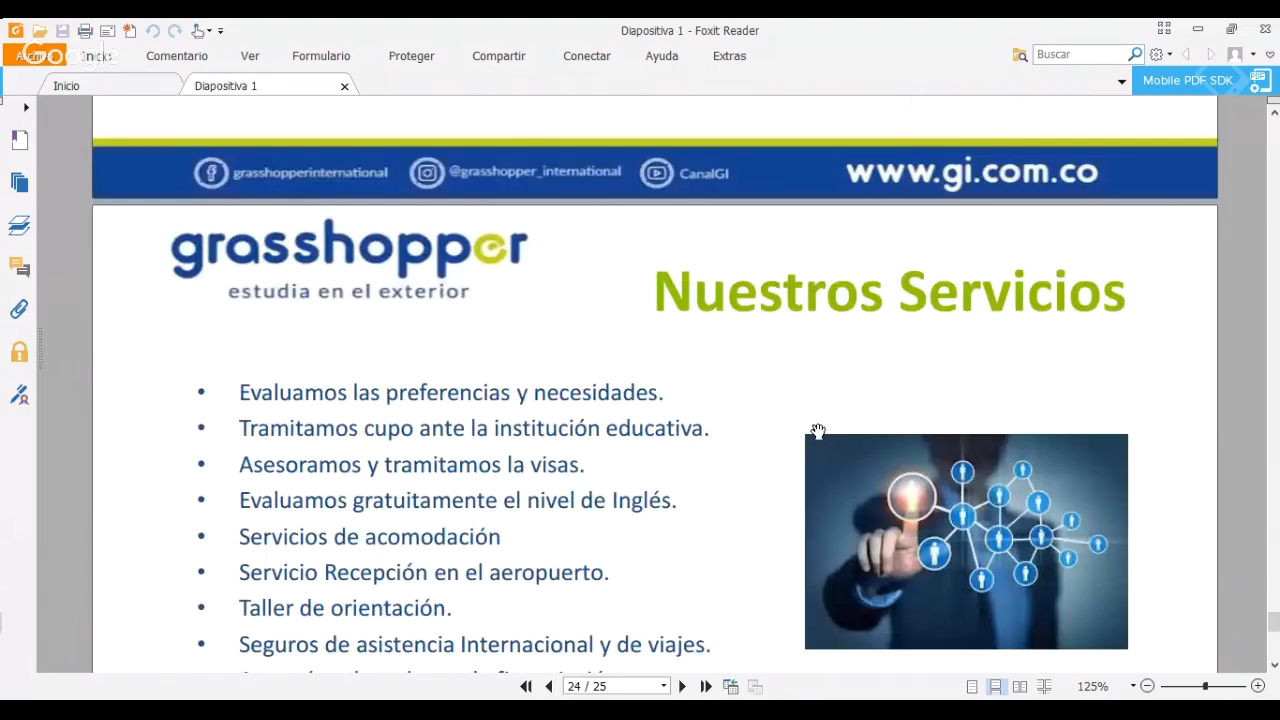 Diapositiva 1 - Foxit Reader
Google
Comentario Ver Formulario Proteger Compartir Conectar Ayuda Extras Buscar
Inicio Diapositiva 1 Mobile PDF SDK
grasshopperinternational @grasshopper_international CanalGI www.gi.com.co
grasshopper
estudia en el exterior
Nuestros Servicios
• Evaluamos las preferencias y necesidades.
• Tramitamos cupo ante la institución educativa.
• Asesoramos y tramitamos la visas.
• Evaluamos gratuitamente el nivel de Inglés.
• Servicios de acomodación
• Servicio Recepción en el aeropuerto.
• Taller de orientación.
• Seguros de asistencia Internacional y de viajes.
24 / 25 125%